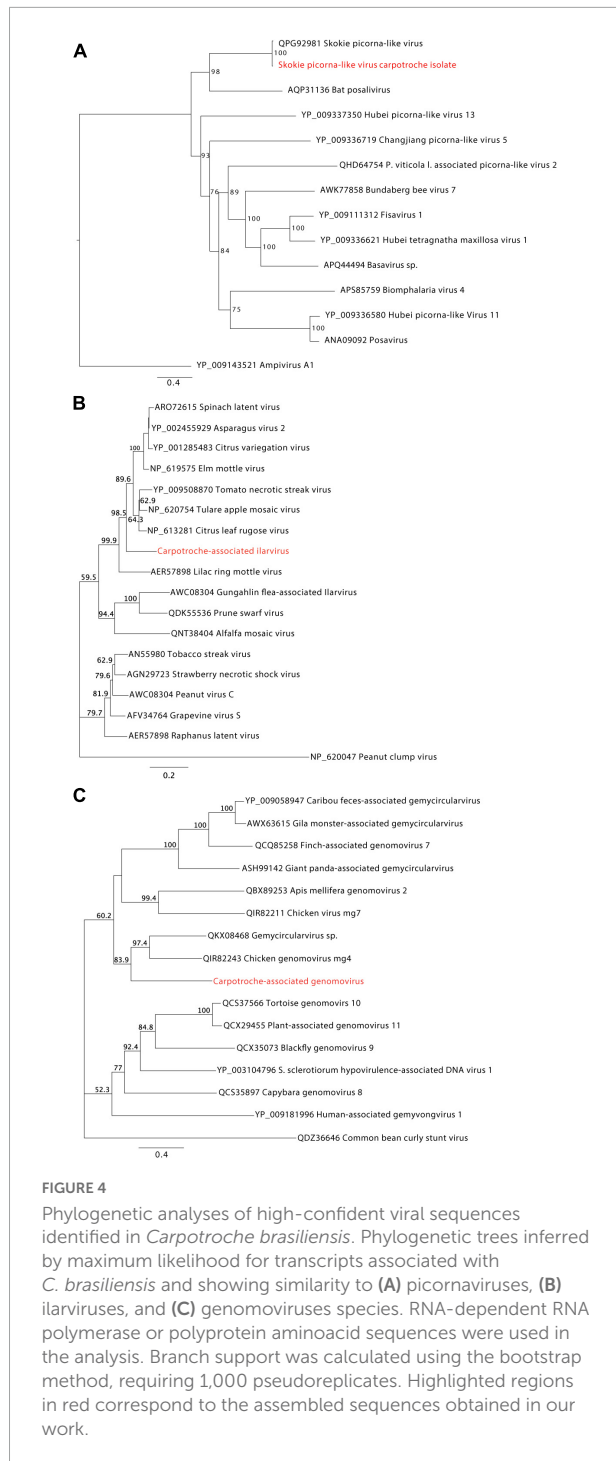 A
QPG92981 Skokie picorna-like virus
100
Skokie picorna-like virus carpotroche isolate
98
AQP31136 Bat posalivirus
YP_009337350 Hubei picorna-like virus 13
93
YP_009336719 Changjiang picorna-like virus 5
QHD64754 P. viticola l. associated picorna-like virus 2
76
89
AWK77858 Bundaberg bee virus 7
100
YP_009111312 Fisavirus 1
100
YP_009336621 Hubei tetragnatha maxillosa virus 1
100
84
APQ44494 Basavirus sp.
APS85759 Biomphalaria virus 4
75
YP_009336580 Hubei picorna-like Virus 11
100
ANA09092 Posavirus
YP_009143521 Ampivirus A1
0.4
B
ARO72615 Spinach latent virus
YP_002455929 Asparagus virus 2
100
YP_001285483 Citrus variegation virus
NP_619575 Elm mottle virus
89.6
YP_009508870 Tomato necrotic streak virus
62.9
NP_620754 Tulare apple mosaic virus
98.5
64.3
NP_613281 Citrus leaf rugose virus
99.9
Carpotroche-associated ilarvirus
AER57898 Lilac ring mottle virus
59.5
AWC08304 Gungahlin flea-associated Ilarvirus
100
QDK55536 Prune swarf virus
94.4
QNT38404 Alfalfa mosaic virus
AN55980 Tobacco streak virus
62.9
AGN29723 Strawberry necrotic shock virus
79.6
AWC08304 Peanut virus C
81.9
AFV34764 Grapevine virus S
79.7
AER57898 Raphanus latent virus
NP_620047 Peanut clump virus
0.2
C
YP_009058947 Caribou feces-associated gemycircularvirus
100
AWX63615 Gila monster-associated gemycircularvirus
100
QCQ85258 Finch-associated genomovirus 7
ASH99142 Giant panda-associated gemycircularvirus
QBX89253 Apis mellifera genomovirus 2
99.4
QIR82211 Chicken virus mg7
60.2
QKX08468 Gemycircularvirus sp.
97.4
QIR82243 Chicken genomovirus mg4
83.9
Carpotroche-associated genomovirus
QCS37566 Tortoise genomovirs 10
100
QCX29455 Plant-associated genomovirus 11
84.8
QCX35073 Blackfly genomovirus 9
92.4
YP_003104796 S. sclerotiorum hypovirulence-associated DNA virus 1
77
QCS35897 Capybara genomovirus 8
52.3
YP_009181996 Human-associated gemyvongvirus 1
QDZ36646 Common bean curly stunt virus
0.4
FIGURE 4
Phylogenetic analyses of high-confident viral sequences
identified in Carpotroche brasiliensis. Phylogenetic trees inferred
by maximum likelihood for transcripts associated with
C. brasiliensis and showing similarity to (A) picornaviruses, (B)
ilarviruses, and (C) genomoviruses species. RNA-dependent RNA
polymerase or polyprotein aminoacid sequences were used in
the analysis. Branch support was calculated using the bootstrap
method, requiring 1,000 pseudoreplicates. Highlighted regions
in red correspond to the assembled sequences obtained in our
work.